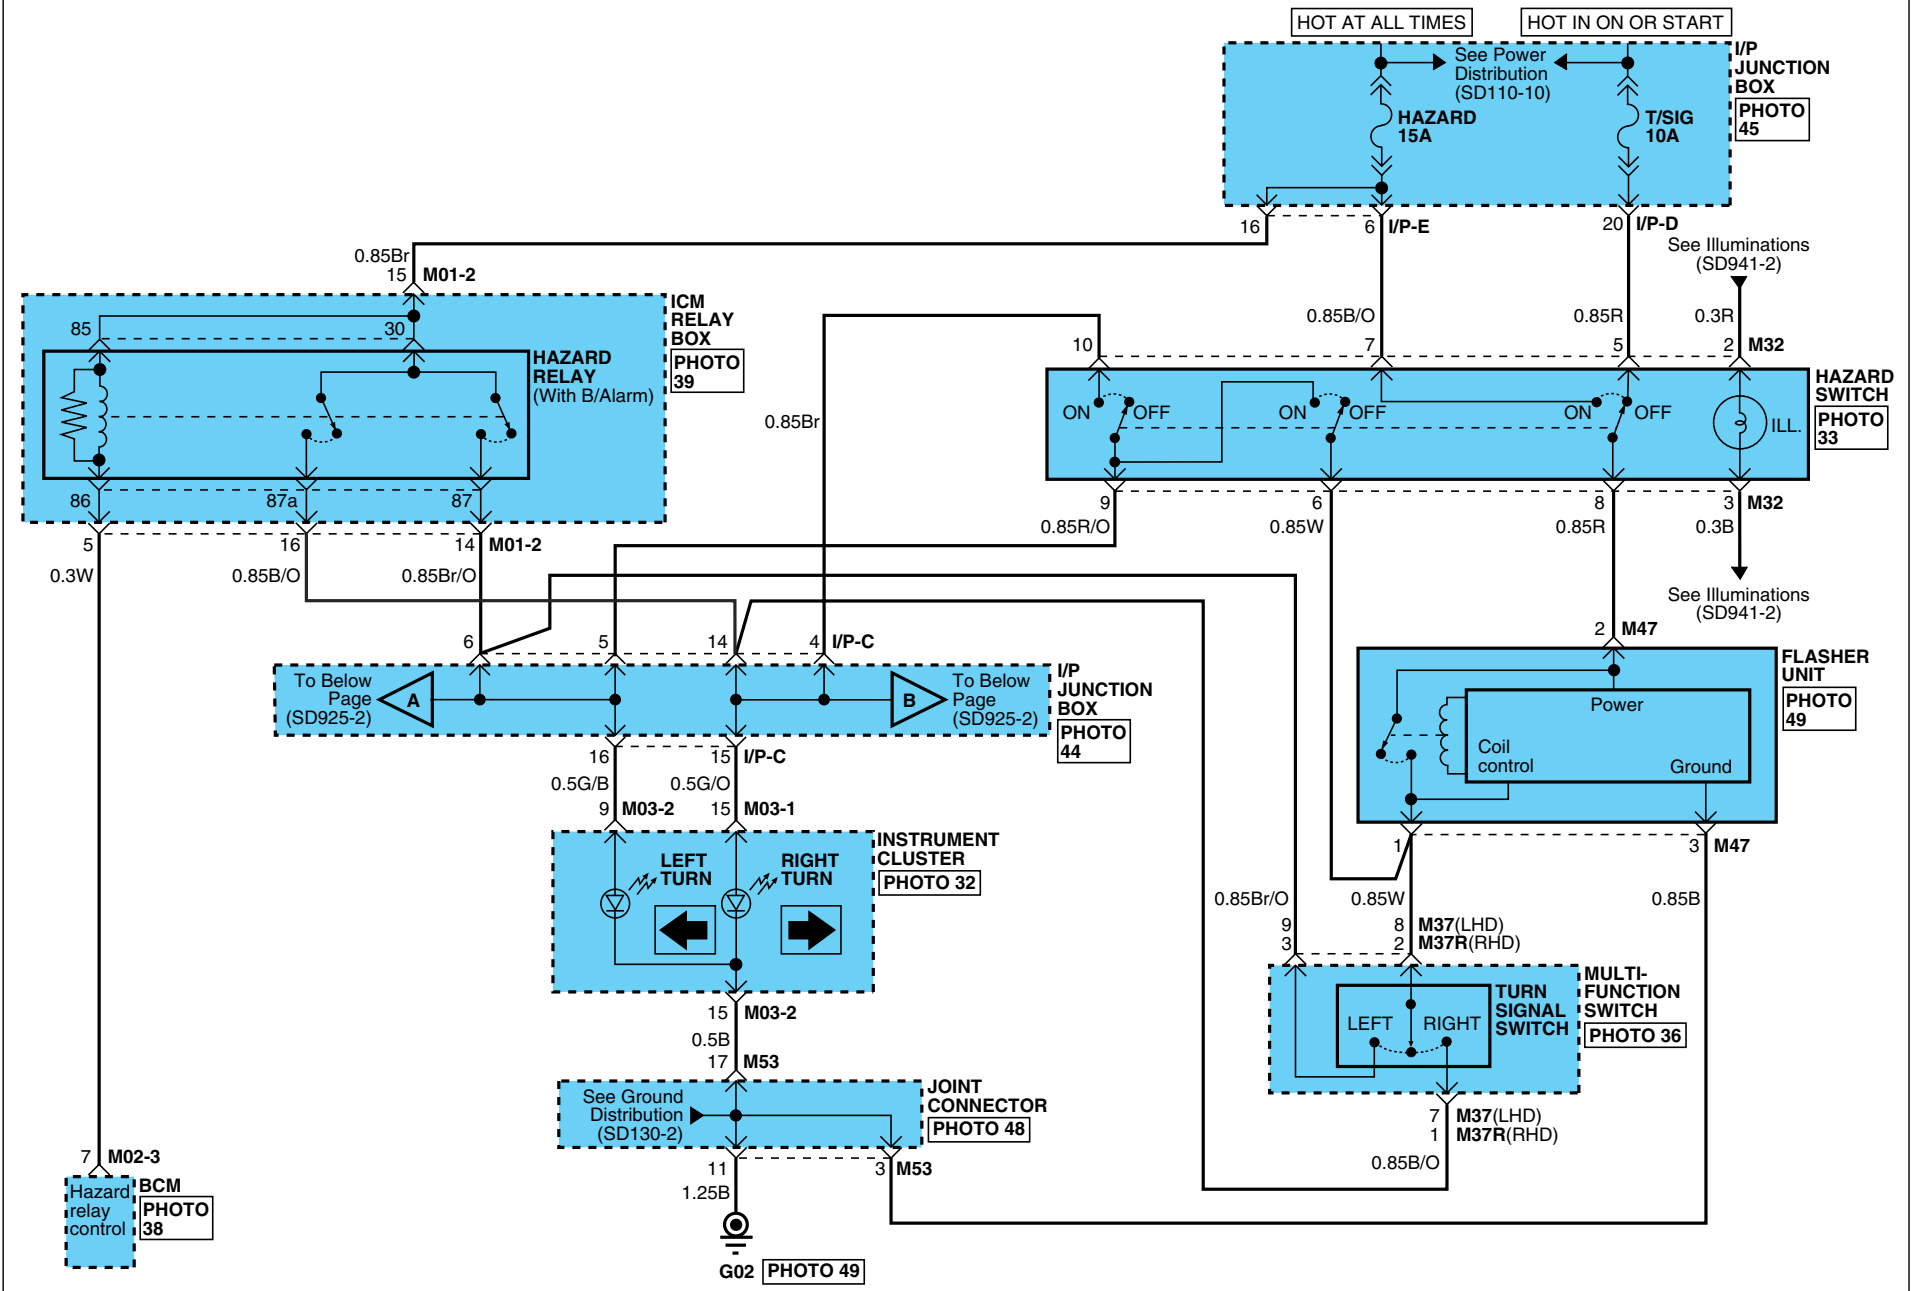 HOT AT ALL TIMES
HOT IN ON OR START
See Power
Distribution
(SD110-10)
HAZARD
15A
T/SIG
10A
I/P
JUNCTION
BOX
PHOTO
45
16
6
I/P-E
20
I/P-D
See Illuminations
(SD941-2)
0.85Br
15
M01-2
0.85B/O
0.85R
0.3R
ICM
RELAY
BOX
PHOTO
39
85
30
HAZARD
RELAY
(With B/Alarm)
86
87a
87
5
16
14
M01-2
0.3W
0.85B/O
0.85Br/O
10
7
5
2
M32
0.85Br
ON
OFF
ON
OFF
ON
OFF
ILL.
HAZARD
SWITCH
PHOTO
33
9
6
8
3
M32
0.85R/O
0.85W
0.85R
0.3B
See Illuminations
(SD941-2)
6
5
14
4
I/P-C
To Below
Page
(SD925-2)
A
B
To Below
Page
(SD925-2)
I/P
JUNCTION
BOX
PHOTO
44
16
15
I/P-C
0.5G/B
0.5G/O
9
M03-2
15
M03-1
LEFT
TURN
RIGHT
TURN
INSTRUMENT
CLUSTER
PHOTO 32
15
M03-2
0.5B
17
M53
See Ground
Distribution
(SD130-2)
JOINT
CONNECTOR
PHOTO 48
11
3
M53
1.25B
G02
PHOTO 49
2
M47
FLASHER
UNIT
PHOTO
49
Power
Coil
control
Ground
1
3
M47
0.85Br/O
0.85W
0.85B
9
3
8
2
M37(LHD)
M37R(RHD)
LEFT
RIGHT
TURN
SIGNAL
SWITCH
MULTI-
FUNCTION
SWITCH
PHOTO 36
7
1
M37(LHD)
M37R(RHD)
0.85B/O
7
M02-3
Hazard
relay
control
BCM
PHOTO
38